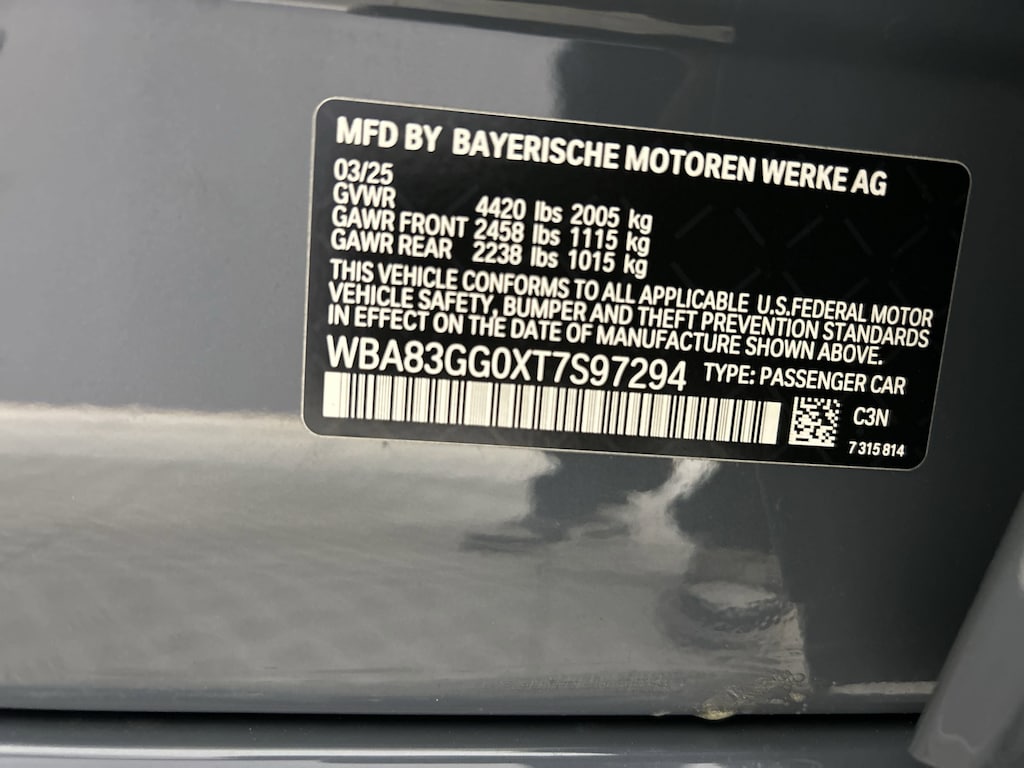 MFD BY BAYERISCHE MOTOREN WERKE AG
03/25
GVWR 4420 lbs 2005 kg
GAWR FRONT 2458 lbs 1115 kg
GAWR REAR 2238 lbs 1015 kg
THIS VEHICLE CONFORMS TO ALL APPLICABLE U.S.FEDERAL MOTOR
VEHICLE SAFETY, BUMPER AND THEFT PREVENTION STANDARDS
IN EFFECT ON THE DATE OF MANUFACTURE SHOWN ABOVE.
WBA83GG0XT7S97294 TYPE: PASSENGER CAR
C3N
7 315 814